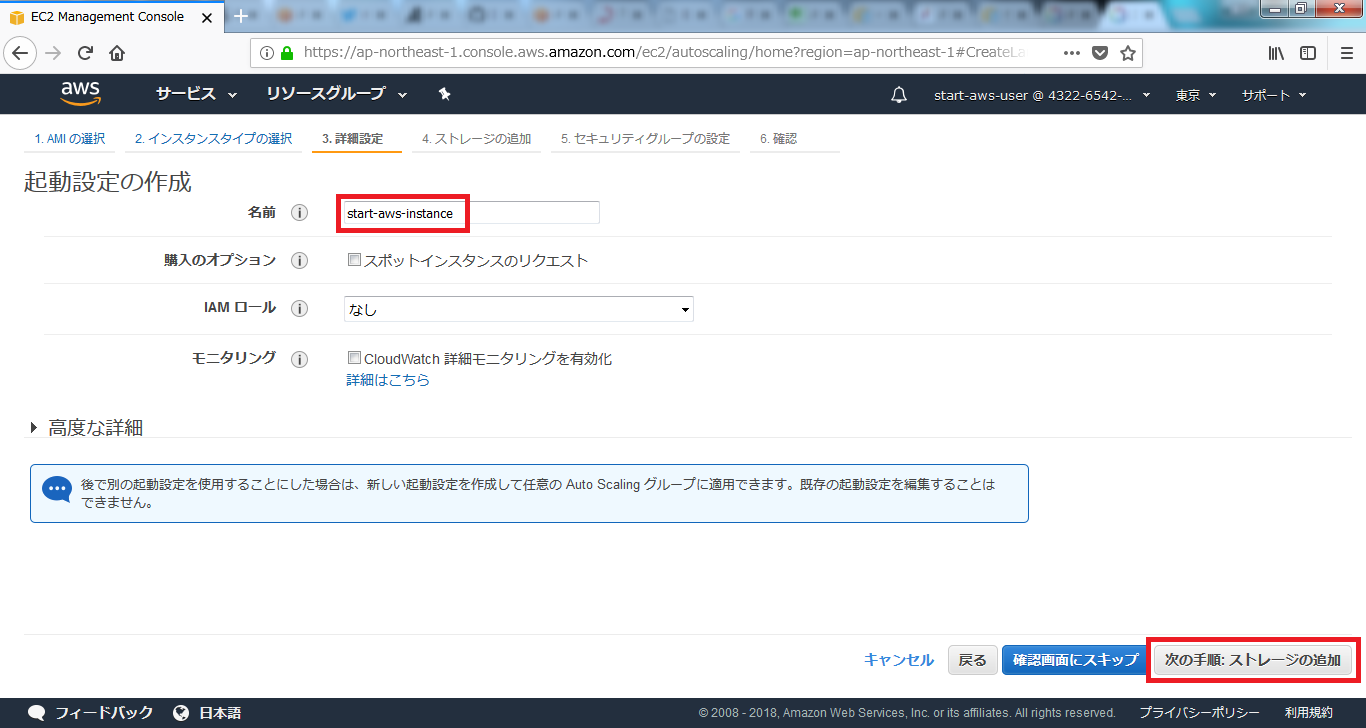 EC2 Management Console
https://ap-northeast-1.console.aws.amazon.com/ec2/autoscaling/home?region=ap-northeast-1#CreateLa
aws サービス リソースグループ start-aws-user @ 4322-6542-... 東京 サポート
1. AMI の選択 2. インスタンスタイプの選択 3. 詳細設定 4. ストレージの追加 5. セキュリティグループの設定 6. 確認
起動設定の作成
名前 start-aws-instance
購入のオプション スポットインスタンスのリクエスト
IAM ロール なし
モニタリング CloudWatch 詳細モニタリングを有効化
詳細はこちら
高度な詳細
後で別の起動設定を使用することにした場合は、新しい起動設定を作成して任意の Auto Scaling グループに適用できます。既存の起動設定を編集することは
できません。
キャンセル 戻る 確認画面にスキップ 次の手順: ストレージの追加
フィードバック 日本語 © 2008 - 2018, Amazon Web Services, Inc. or its affiliates. All rights reserved. プライバシーポリシー 利用規約